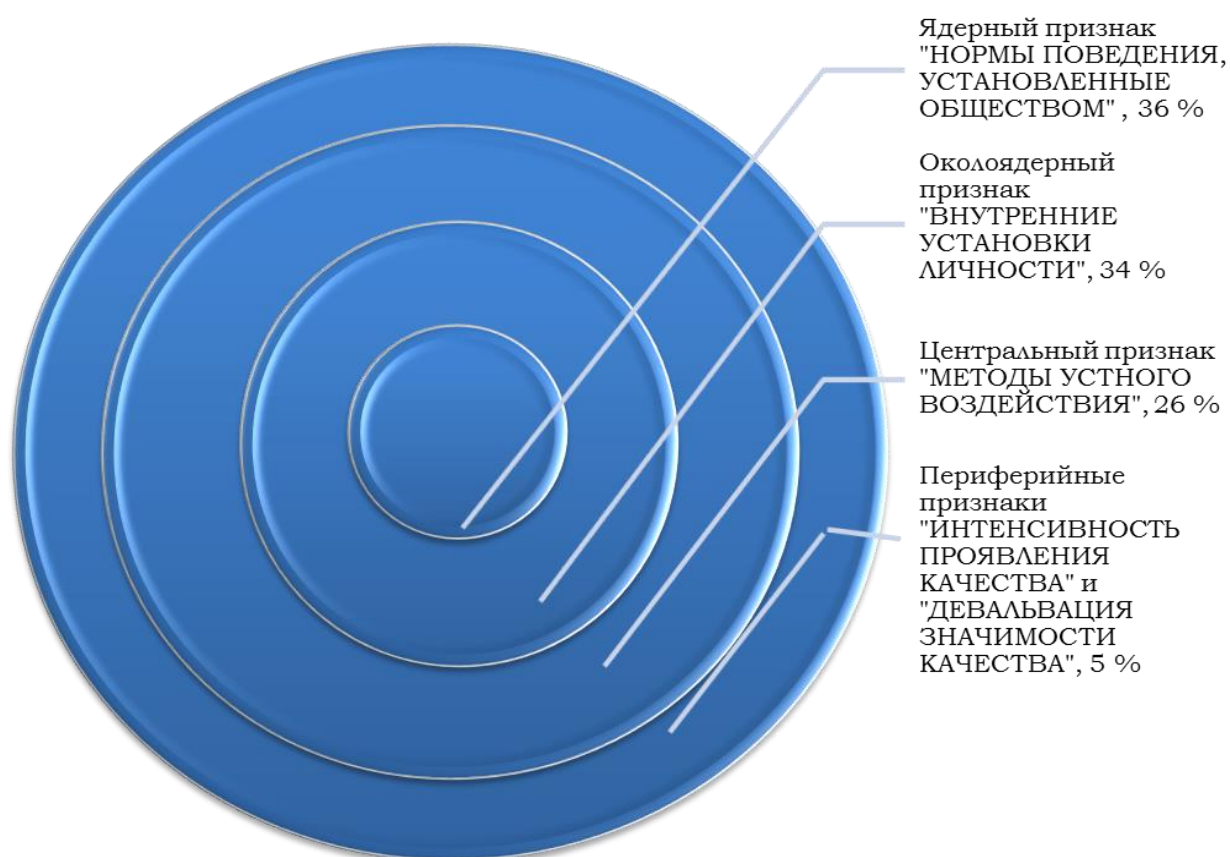 Ядерный признак
"НОРМЫ ПОВЕДЕНИЯ,
УСТАНОВЛЕННЫЕ
ОБЩЕСТВОМ" , 36 %
Околоядерный
признак
"ВНУТРЕННИЕ
УСТАНОВКИ
ЛИЧНОСТИ", 34 %
Центральный признак
"МЕТОДЫ УСТНОГО
ВОЗДЕЙСТВИЯ", 26 %
Периферийные
признаки
"ИНТЕНСИВНОСТЬ
ПРОЯВЛЕНИЯ
КАЧЕСТВА" и
"ДЕВАЛЬВАЦИЯ
ЗНАЧИМОСТИ
КАЧЕСТВА", 5 %